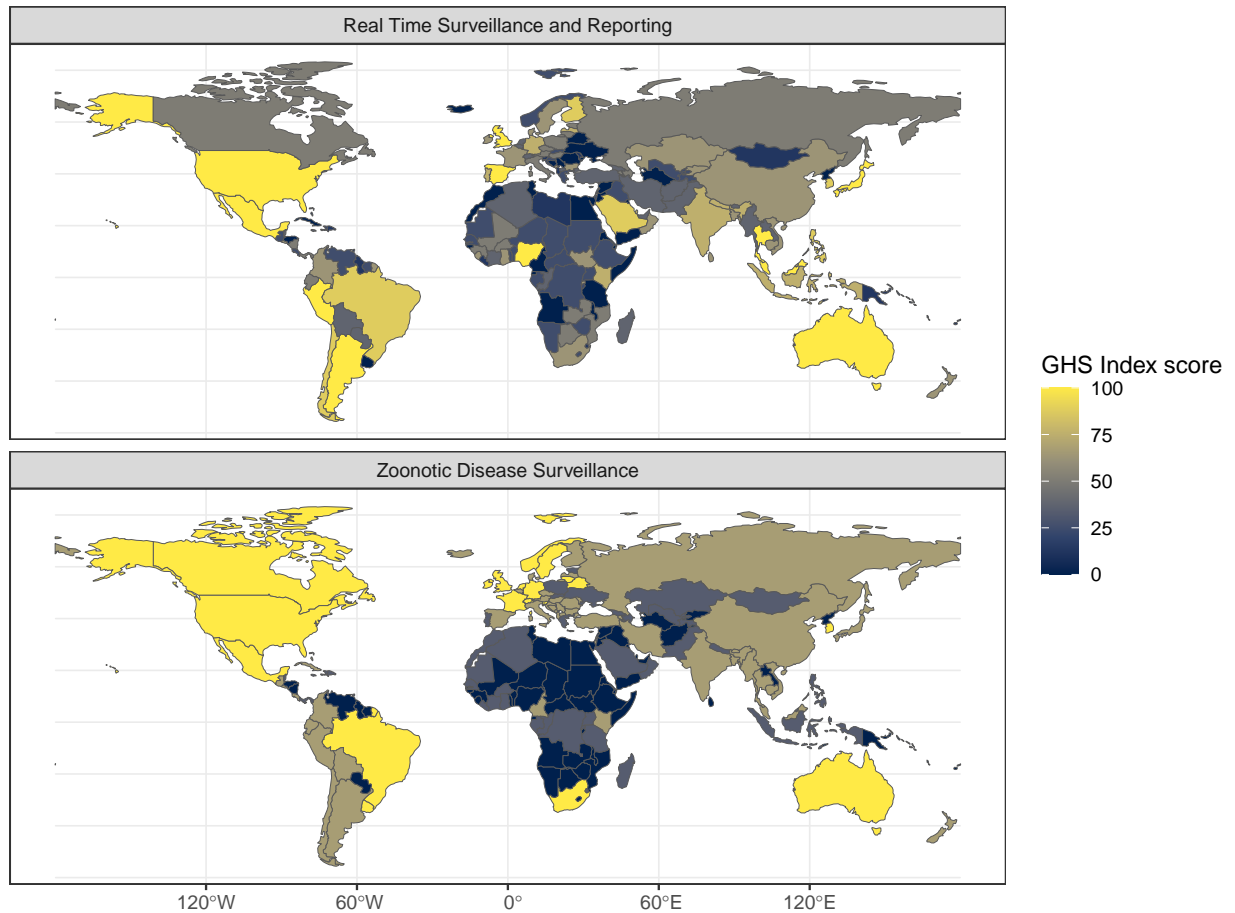 Real Time Surveillance and Reporting
GHS Index score
100
75
50
25
0
Zoonotic Disease Surveillance
120°W
60°W
0°
60°E
120°E